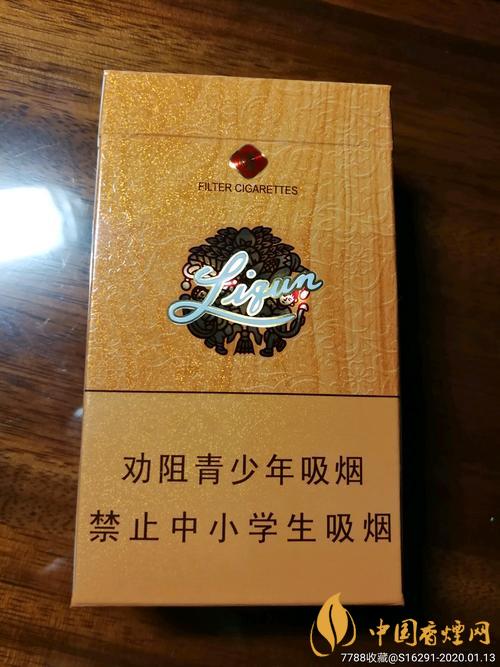 FILTER CIGARETTES
Liqun
劝阻青少年吸烟
禁止中小学生吸烟
中国香烟网
7788收藏@S16291-2020.01.13